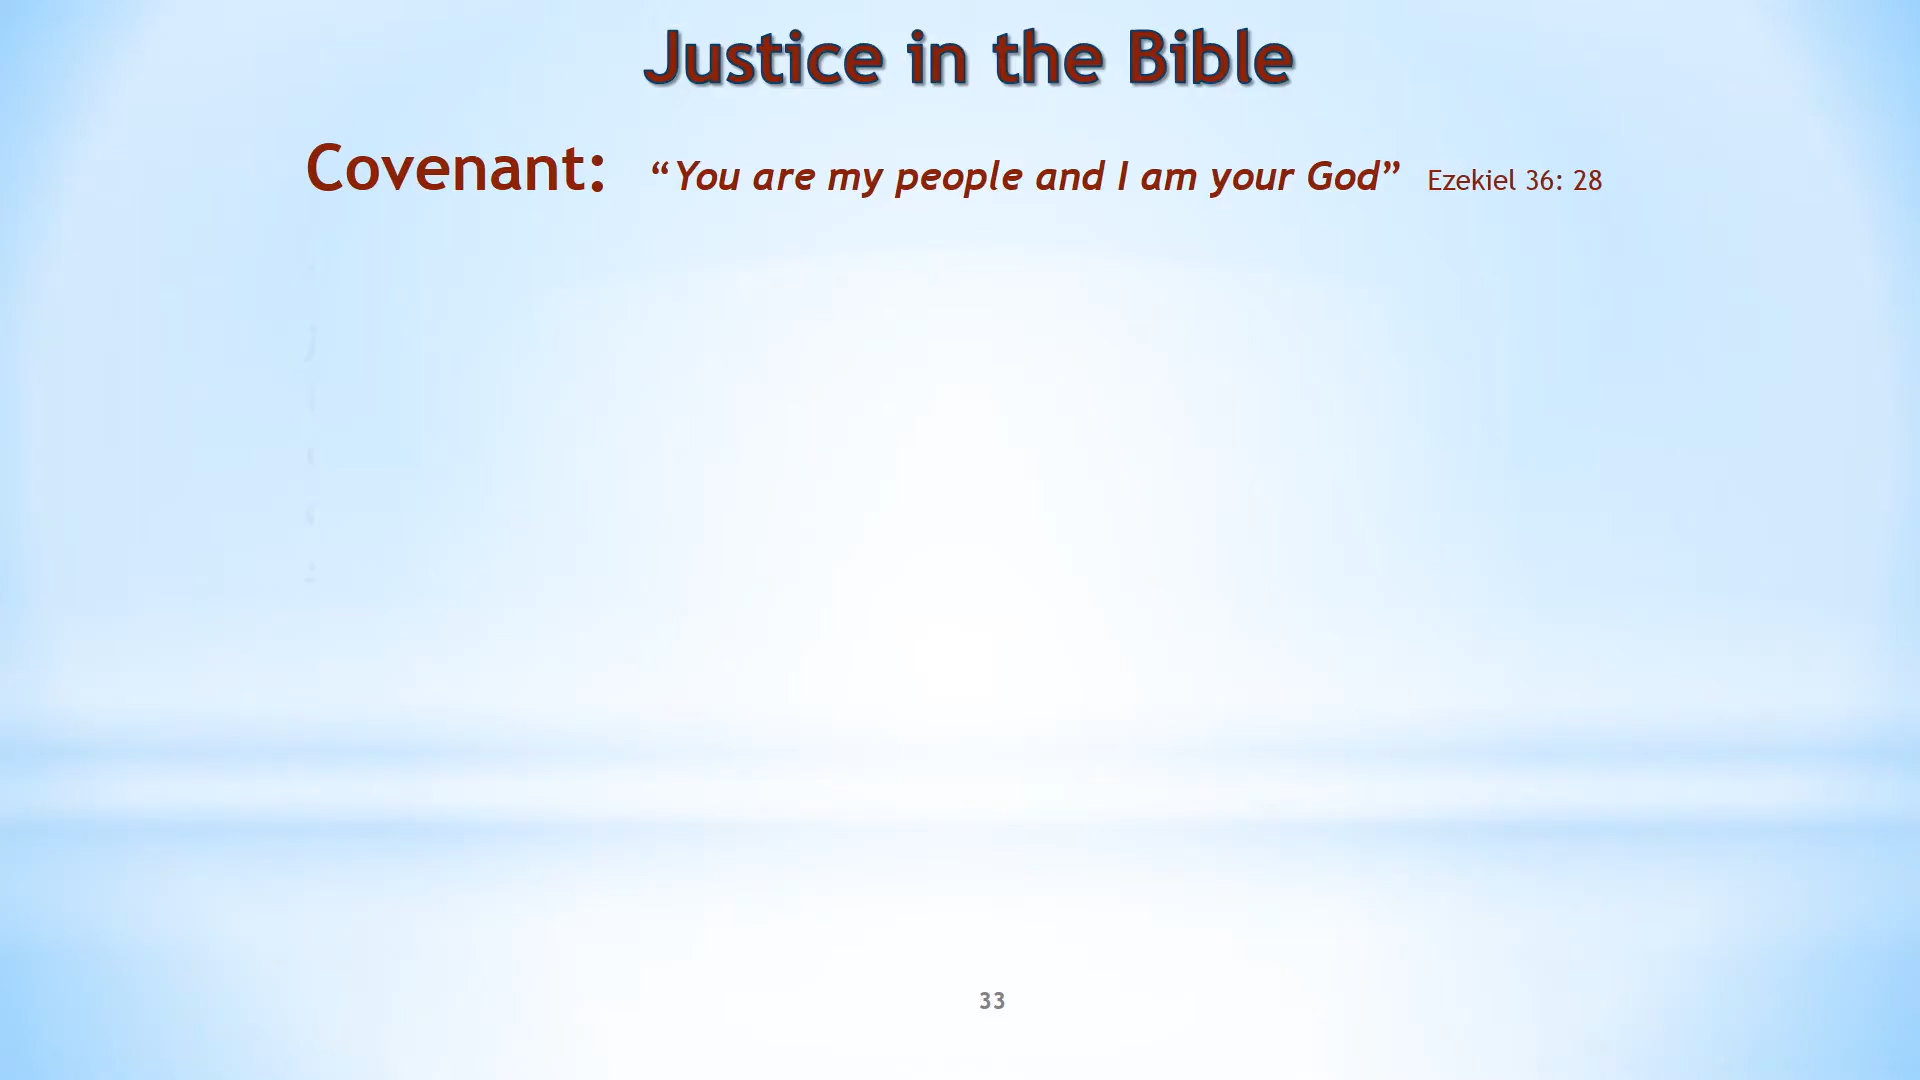 Justice in the Bible
Covenant: “You are my people and I am your God” Ezekiel 36: 28
33